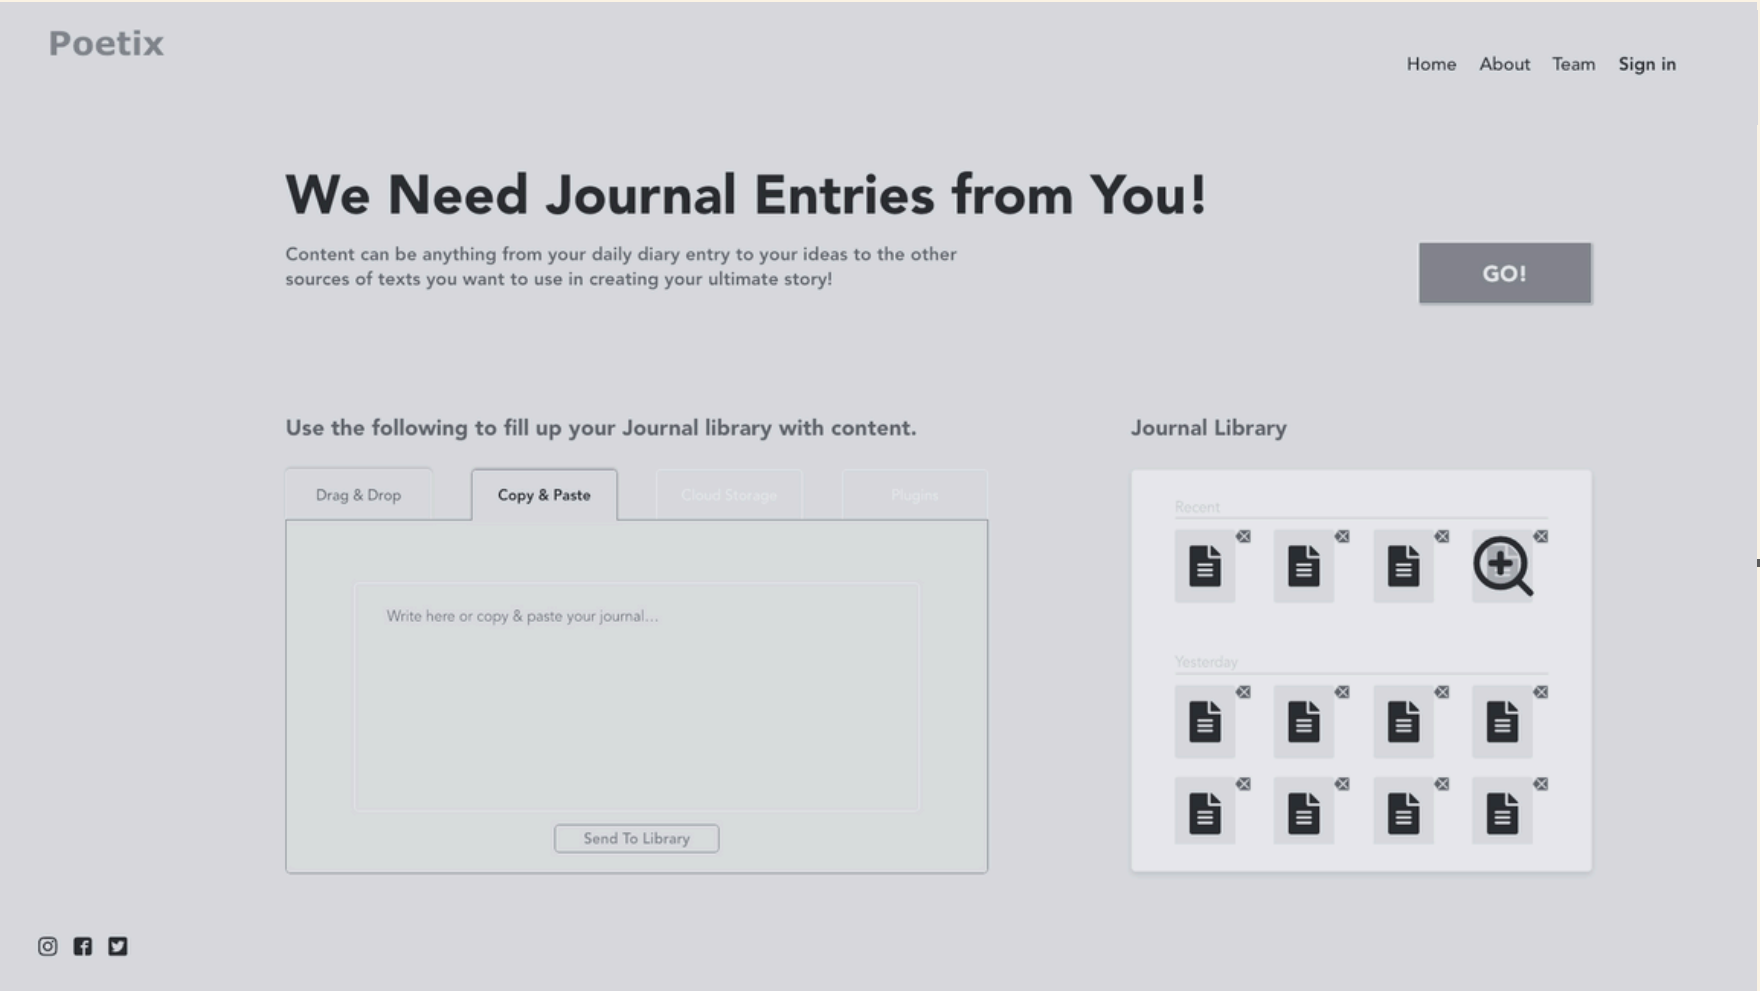 Poetix
Home About Team Sign in
We Need Journal Entries from You!
Content can be anything from your daily diary entry to your ideas to the other
sources of texts you want to use in creating your ultimate story!
GO!
Use the following to fill up your Journal library with content.
Drag & Drop
Copy & Paste
Cloud Storage
Plugins
Write here or copy & paste your journal...
Send To Library
Journal Library
Recent
Yesterday